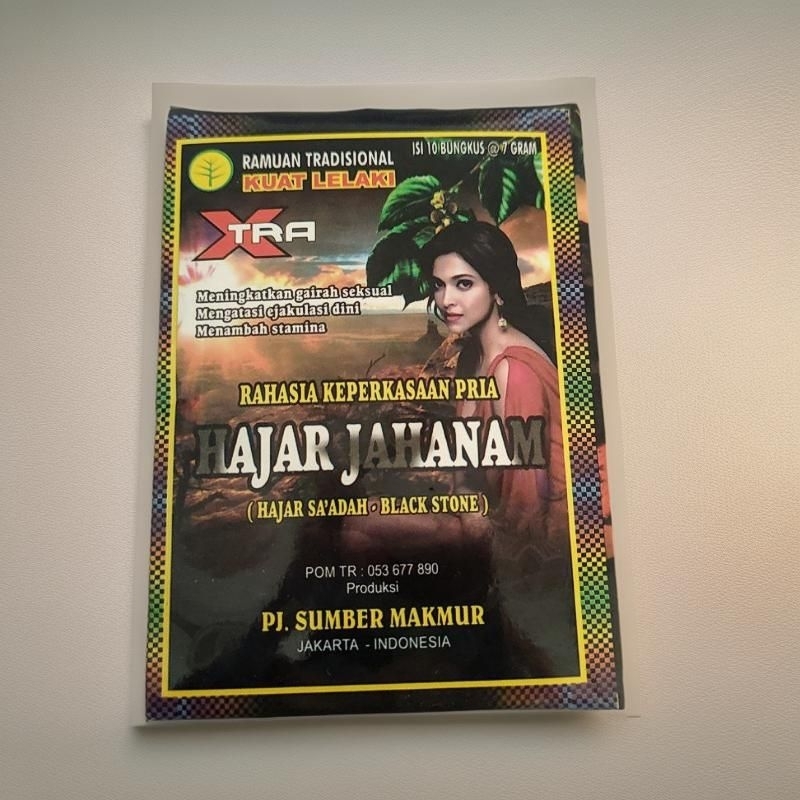 RAMUAN TRADISIONAL
KUAT LELAKI
ISI 10 BUNGKUS @ 7 GRAM
XTRA
Meningkatkan gairah seksual
Mengatasi ejakulasi dini
Menambah stamina
RAHASIA KEPERKASAAN PRIA
HAJAR JAHANAM
( HAJAR SA'ADAH - BLACK STONE )
POM TR : 053 677 890
Produksi
PJ. SUMBER MAKMUR
JAKARTA - INDONESIA